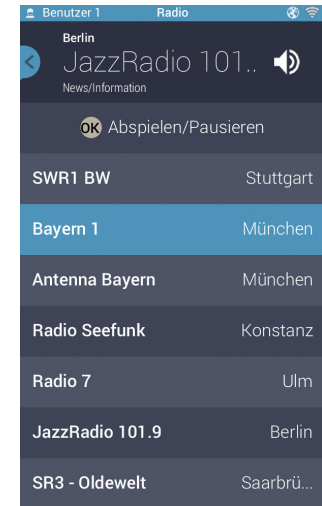 Benutzer 1 Radio
Berlin
JazzRadio 101..
News/Information
OK Abspielen/Pausieren
SWR1 BW Stuttgart
Bayern 1 München
Antenna Bayern München
Radio Seefunk Konstanz
Radio 7 Ulm
JazzRadio 101.9 Berlin
SR3 - Oldewelt Saarbrü...